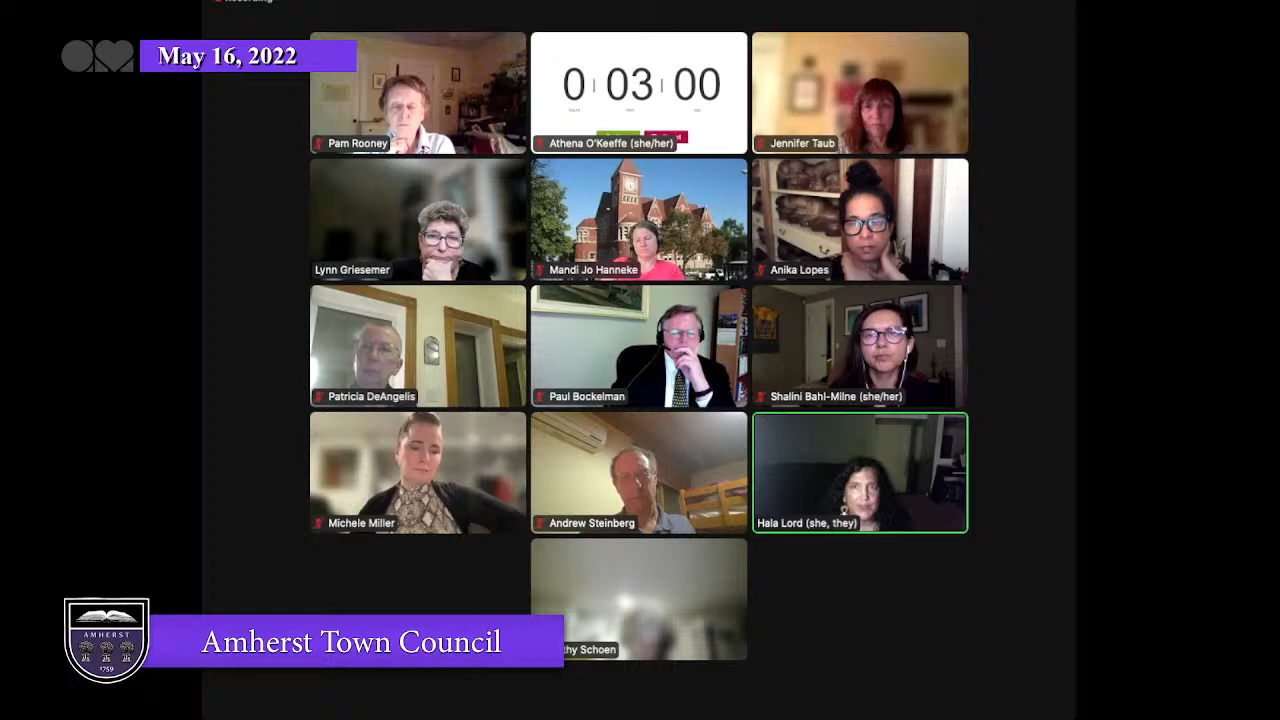 May 16, 2022
0 03 00
Pam Rooney
Athena O'Keeffe (she/her)
Jennifer Taub
Lynn Griesemer
Mandi Jo Hanneke
Anika Lopes
Patricia DeAngelis
Paul Bockelman
Shalini Bahl-Milne (she/her)
Michele Miller
Andrew Steinberg
Hala Lord (she, they)
thy Schoen
AMHERST
1759
Amherst Town Council